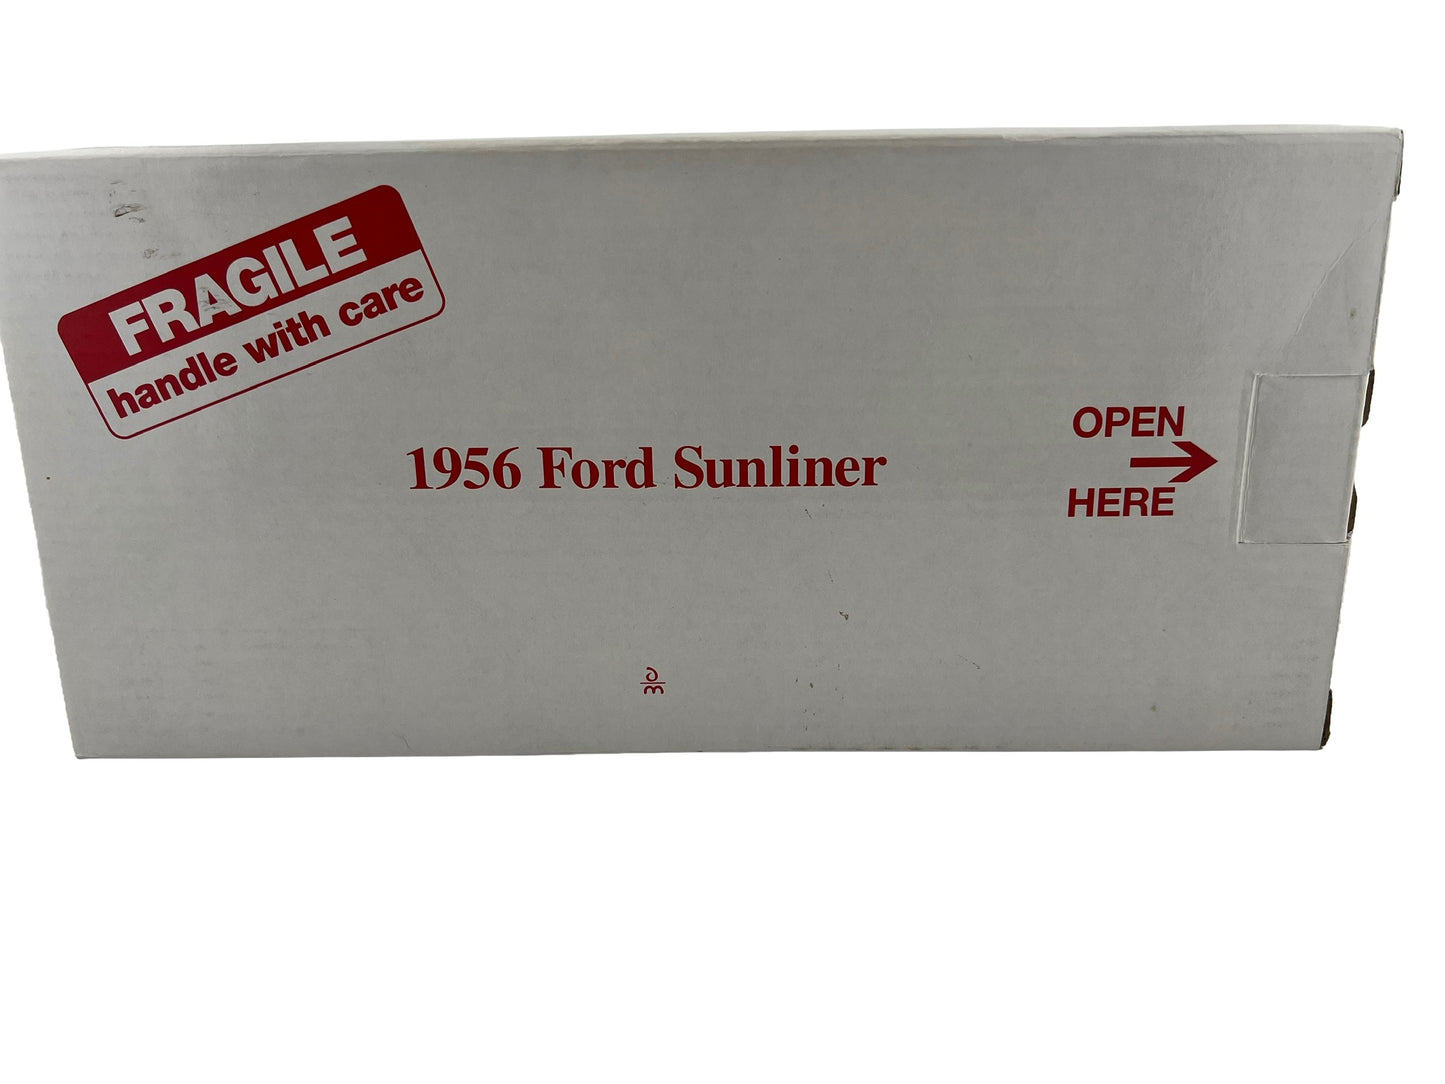 FRAGILE
handle with care
1956 Ford Sunliner
OPEN
HERE